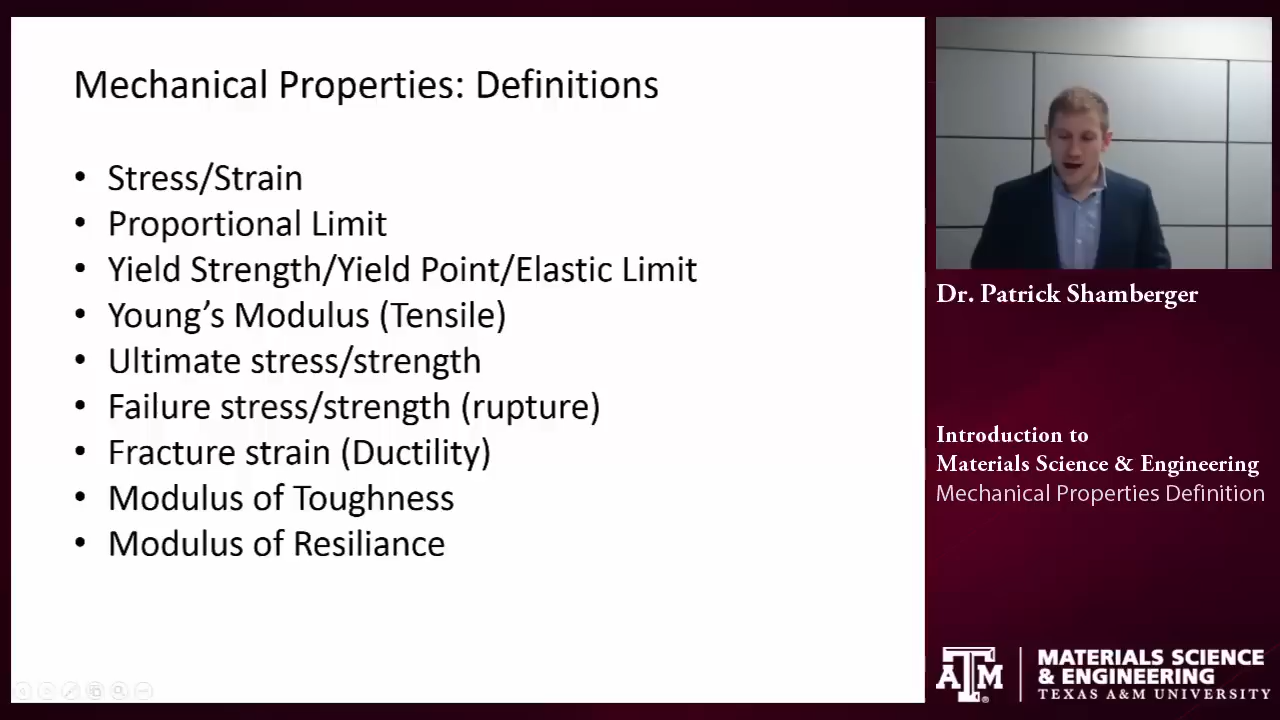 Mechanical Properties: Definitions
• Stress/Strain
• Proportional Limit
• Yield Strength/Yield Point/Elastic Limit
• Young’s Modulus (Tensile)
• Ultimate stress/strength
• Failure stress/strength (rupture)
• Fracture strain (Ductility)
• Modulus of Toughness
• Modulus of Resiliance
Dr. Patrick Shamberger
Introduction to
Materials Science & Engineering
Mechanical Properties Definition
ATM®
MATERIALS SCIENCE
& ENGINEERING
TEXAS A&M UNIVERSITY